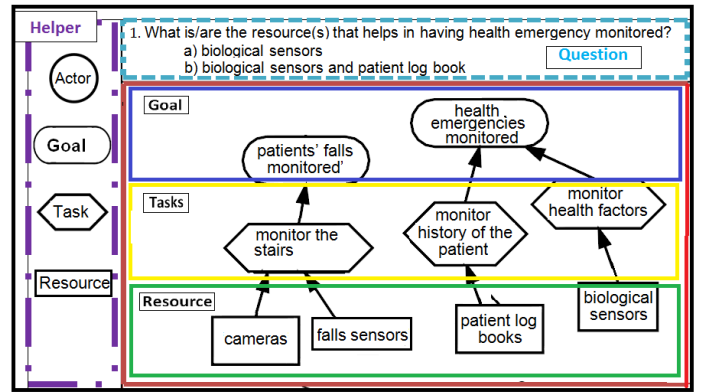 Helper
Actor
Goal
Task
Resource
1. What is/are the resource(s) that helps in having health emergency monitored?
a) biological sensors
b) biological sensors and patient log book
Question
Goal
health
emergencies
monitored
patients' falls
monitored'
Tasks
monitor the
stairs
monitor
history of the
patient
monitor
health factors
Resource
cameras
falls sensors
patient log
books
biological
sensors